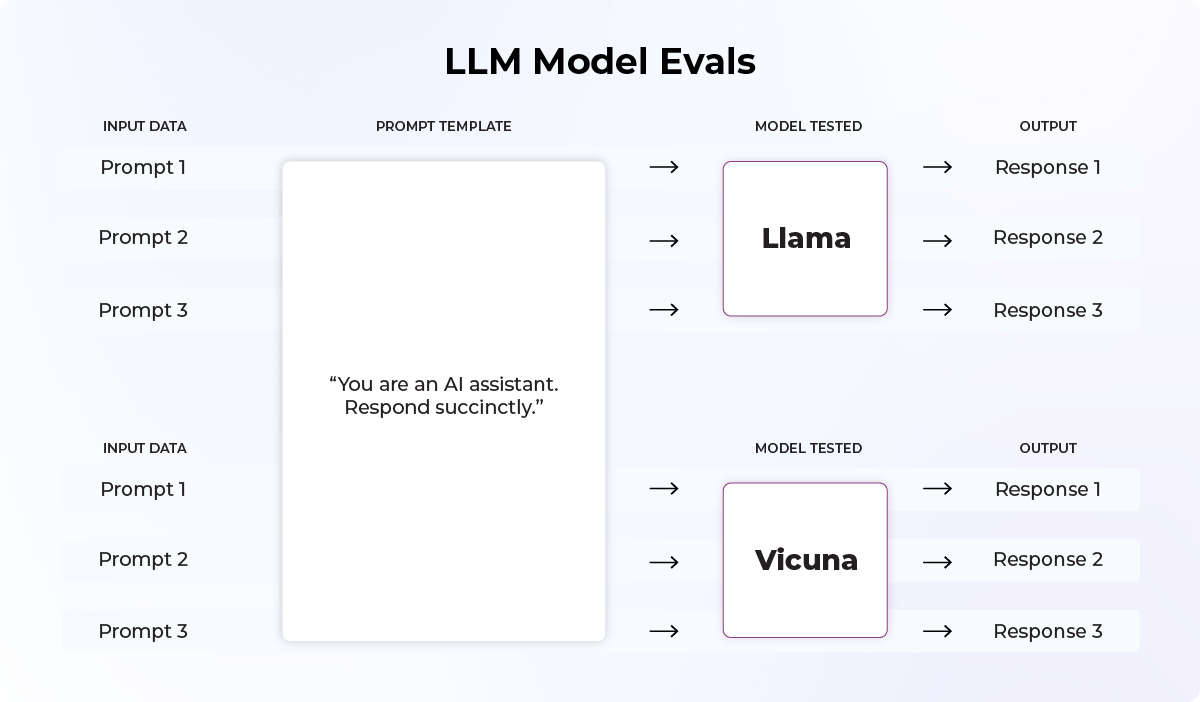 LLM Model Evals
INPUT DATA
PROMPT TEMPLATE
MODEL TESTED
OUTPUT
Prompt 1
Response 1
Prompt 2
Llama
Response 2
Prompt 3
Response 3
“You are an AI assistant.
Respond succinctly.”
INPUT DATA
MODEL TESTED
OUTPUT
Prompt 1
Response 1
Prompt 2
Vicuna
Response 2
Prompt 3
Response 3